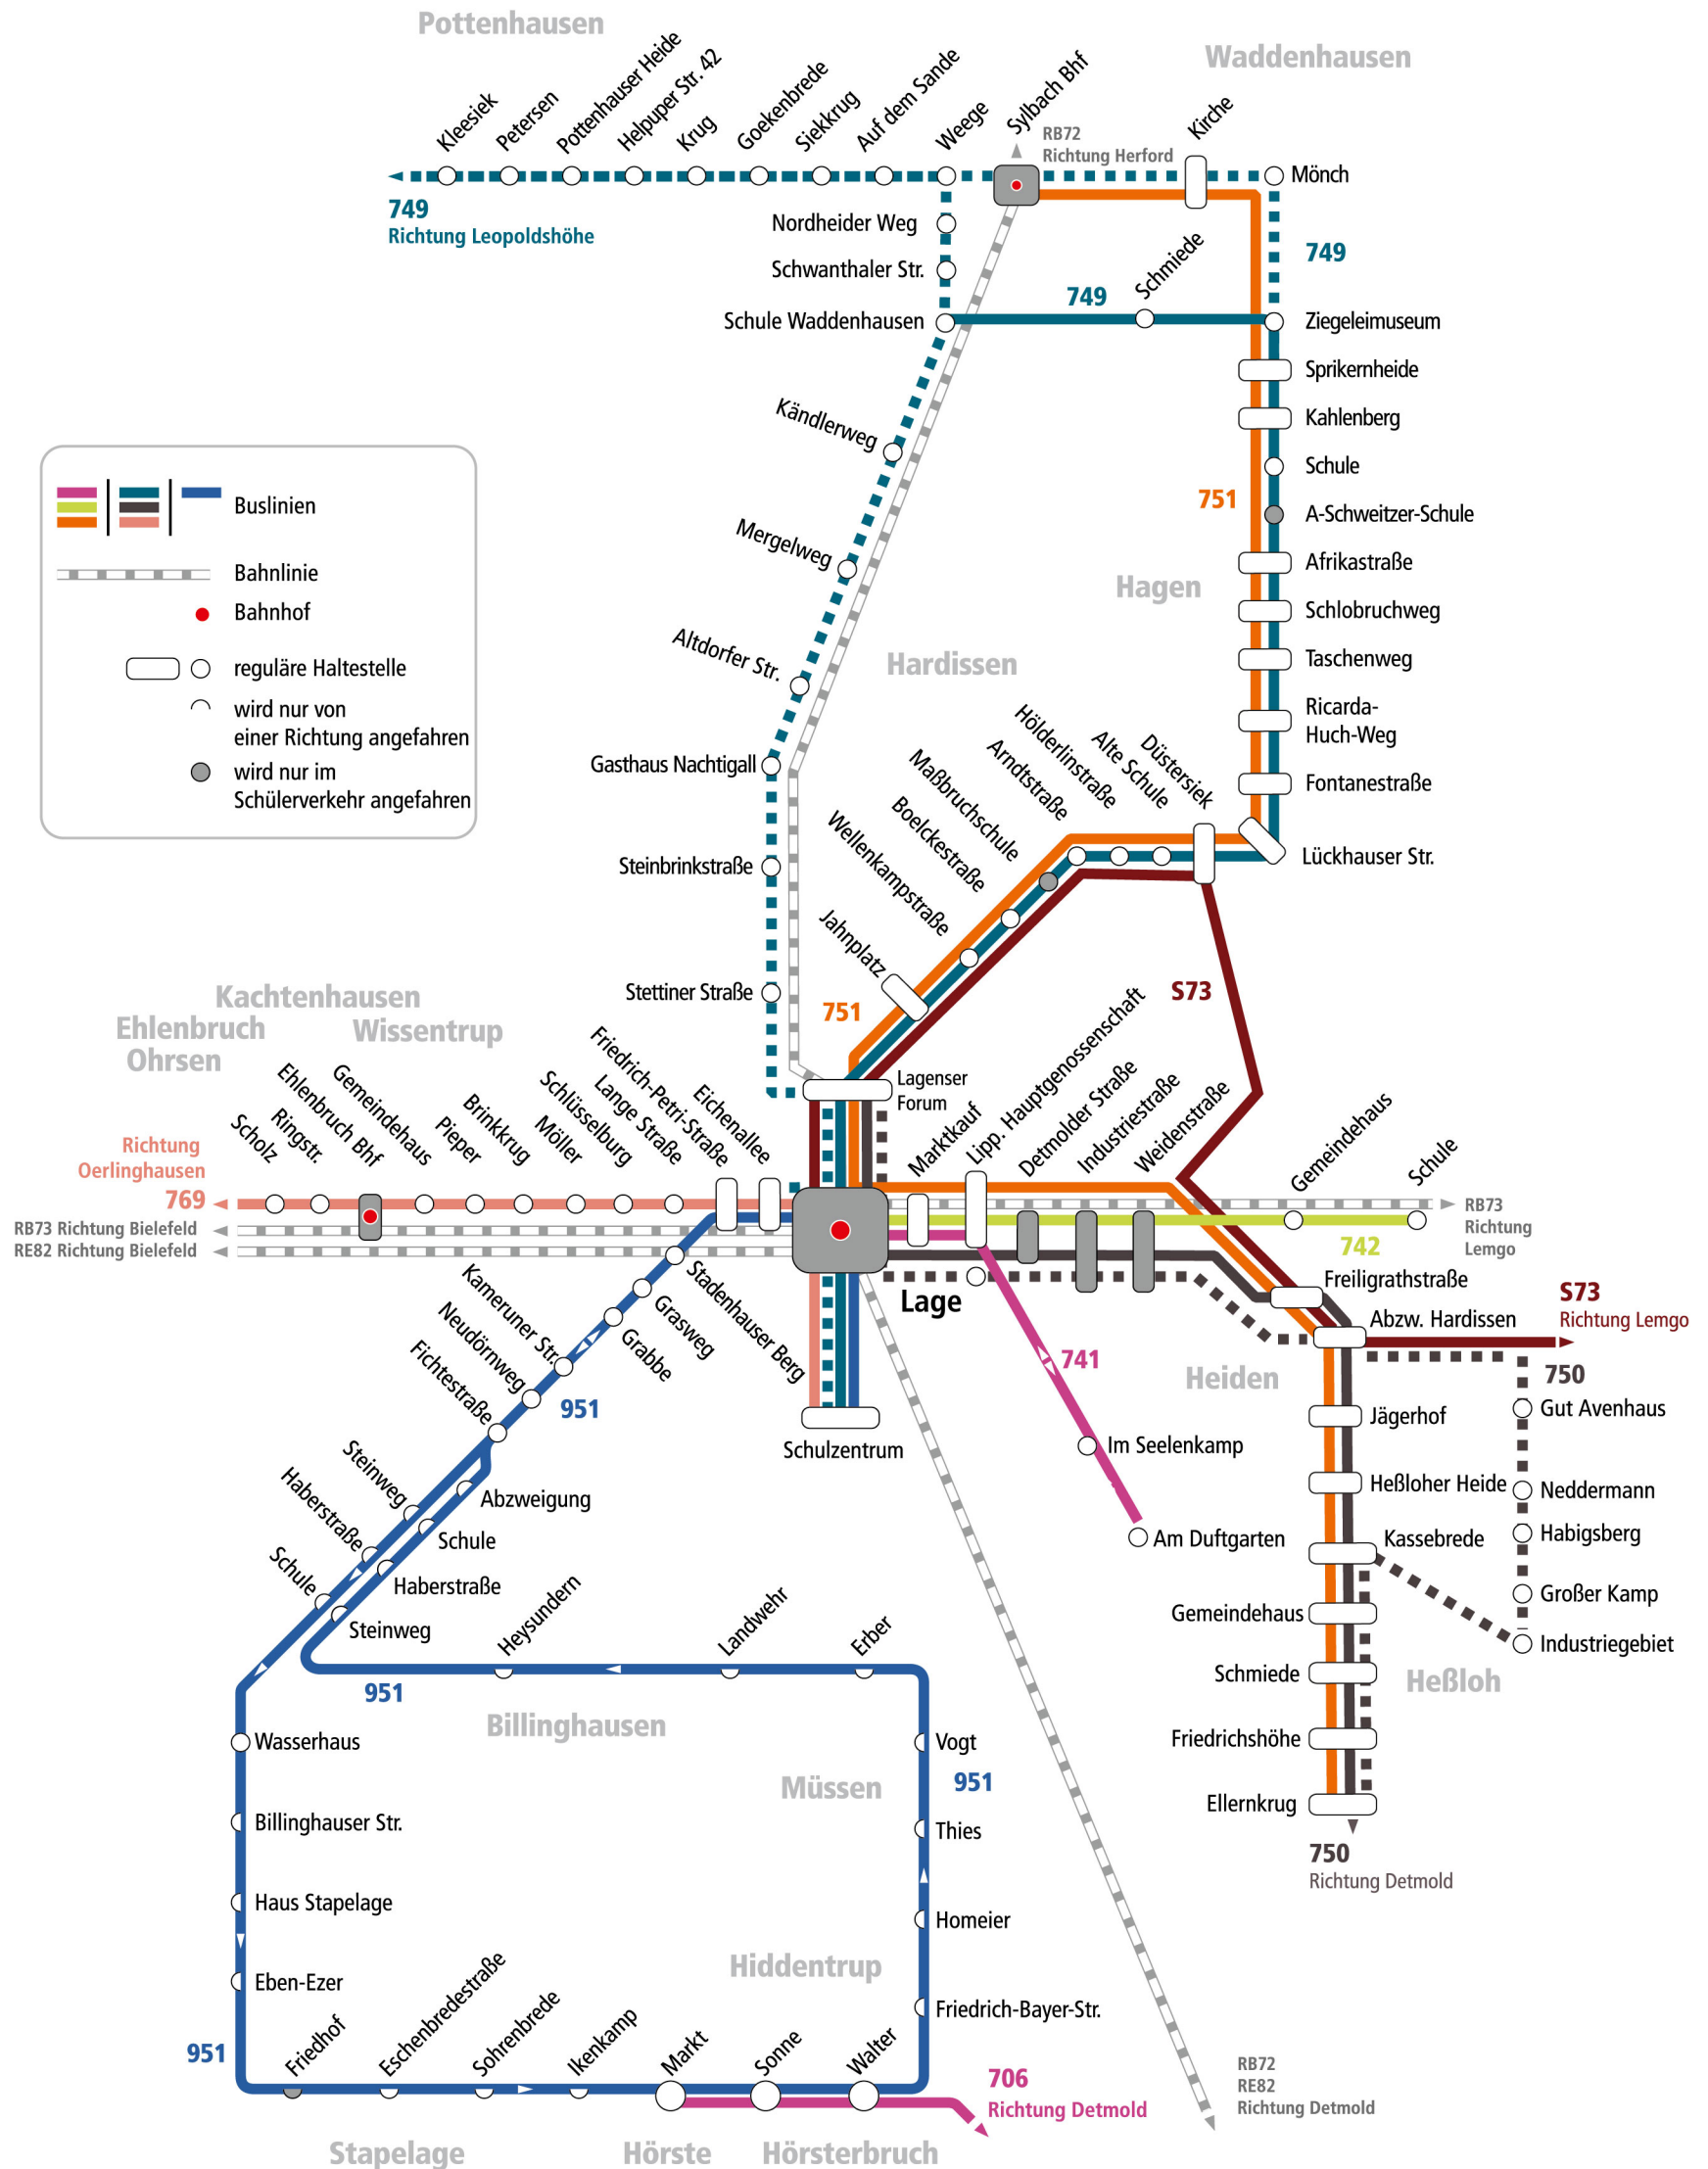 Pottenhausen
Waddenhausen
Kleesiek
Petersen
Pottenhauser Heide
Helpuper Str. 42
Krug
Goekenbrede
Siekkrug
Auf dem Sande
Weege
Sylbach Bhf
Kirche
RB72
Richtung Herford
Mönch
749
Richtung Leopoldshöhe
Nordheider Weg
Schwanthaler Str.
Schule Waddenhausen
749
Schmiede
749
Ziegeleimuseum
Sprikernheide
Kahlenberg
Schule
A-Schweitzer-Schule
Afrikastraße
Schlobruchweg
Taschenweg
Ricarda-
Huch-Weg
Fontanestraße
Lückhauser Str.
751
Hagen
Hardissen
Kändlerweg
Mergelweg
Altdorfer Str.
Gasthaus Nachtigall
Steinbrinkstraße
Stettiner Straße
Buslinien
Bahnlinie
Bahnhof
reguläre Haltestelle
wird nur von
einer Richtung angefahren
wird nur im
Schülerverkehr angefahren
Düstersiek
Alte Schule
Hölderlinstraße
Arndtstraße
Maßbruchschule
Boelckestraße
Wellenkampstraße
Jahnplatz
751
S73
Lagenser
Forum
Kachtenhausen
Ehlenbruch
Ohrsen
Wissentrup
Richtung
Oerlinghausen
769
RB73 Richtung Bielefeld
RE82 Richtung Bielefeld
Scholz
Ringstr.
Ehlenbruch Bhf
Gemeindehaus
Pieper
Brinkkrug
Möller
Schlüsselburg
Lange Straße
Friedrich-Petri-Straße
Eichenallee
Marktkauf
Lipp. Hauptgenossenschaft
Detmolder Straße
Industriestraße
Weidenstraße
Gemeindehaus
Schule
RB73
Richtung
Lemgo
742
Lage
Freiligrathstraße
Abzw. Hardissen
S73
Richtung Lemgo
750
Heiden
741
Im Seelenkamp
Am Duftgarten
Jägerhof
Heßloher Heide
Kassebrede
Gemeindehaus
Schmiede
Friedrichshöhe
Ellernkrug
750
Richtung Detmold
Gut Avenhaus
Neddermann
Habigsberg
Großer Kamp
Industriegebiet
Heßloh
Schulzentrum
Stadenhauser Berg
Grasweg
Grabbe
Kameruner Str.
Neudörnweg
Fichtestraße
951
Steinweg
Haberstraße
Schule
Abzweigung
Schule
Haberstraße
Steinweg
Heysundern
Landwehr
Erber
951
Billinghausen
Wasserhaus
Billinghauser Str.
Haus Stapelage
Eben-Ezer
951
Friedhof
Eschenbredestraße
Sohrenbrede
Ikenkamp
Markt
Sonne
Walter
Vogt
951
Müssen
Thies
Homeier
Hiddentrup
Friedrich-Bayer-Str.
706
Richtung Detmold
RB72
RE82
Richtung Detmold
Stapelage
Hörste
Hörsterbruch